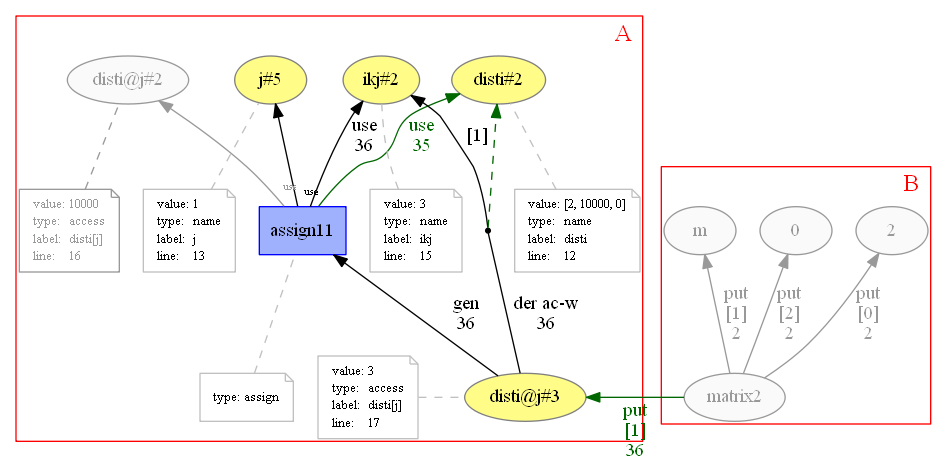 A
disti@j#2
j#5
ikj#2
disti#2
use
36
use
35
[1]
use
use
value: 10000
type: access
label: disti[j]
line: 16
value: 1
type: name
label: j
line: 13
assign11
value: 3
type: name
label: ikj
line: 15
value: [2, 10000, 0]
type: name
label: disti
line: 12
gen
36
der ac-w
36
type: assign
value: 3
type: access
label: disti[j]
line: 17
disti@j#3
put
[1]
36
B
m
0
2
put
[1]
2
put
[2]
2
put
[0]
2
matrix2